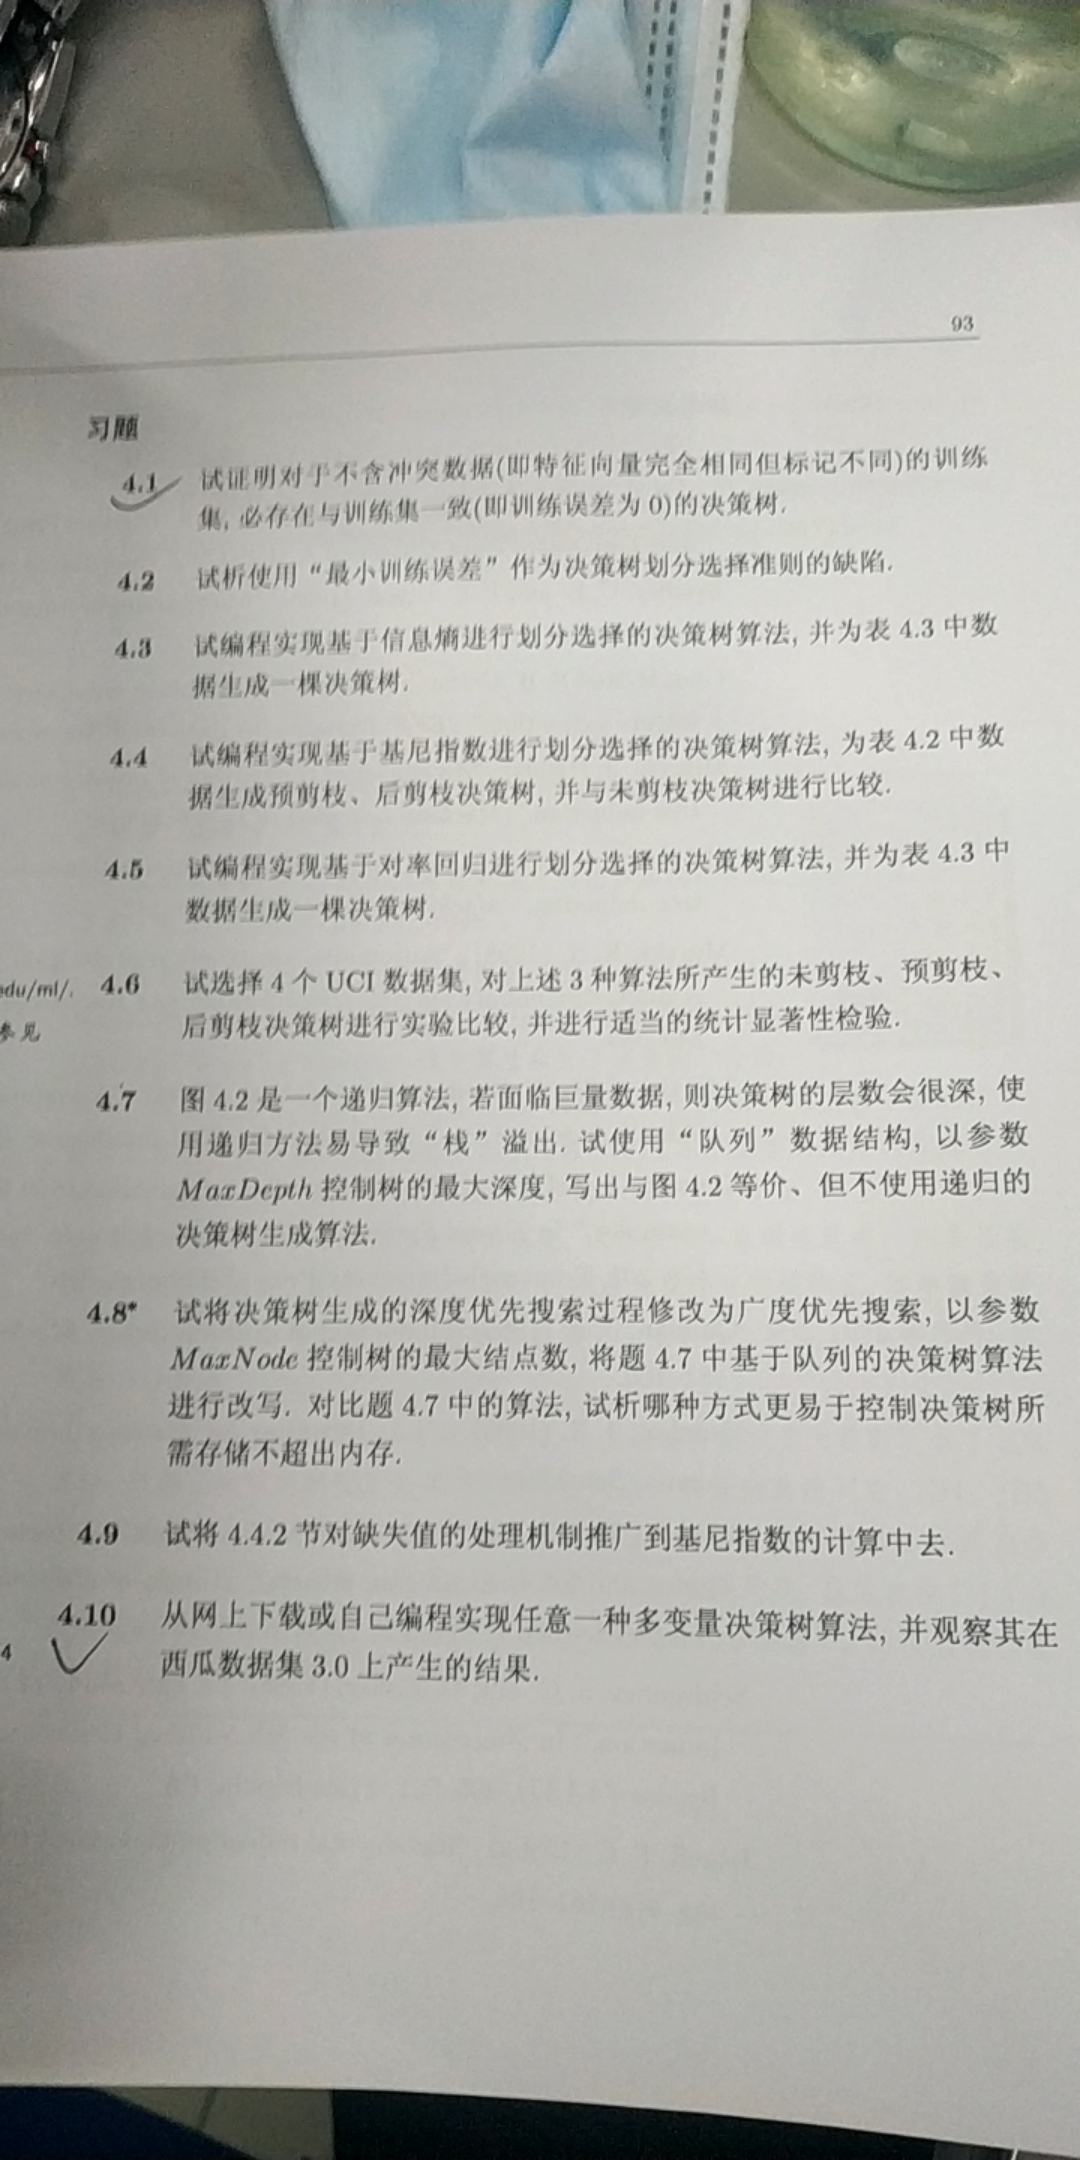 93
习题
4.1 试证明对于不含冲突数据(即特征向量完全相同但标记不同)的训练
集, 必存在与训练集一致(即训练误差为 0)的决策树.
4.2 试析使用“最小训练误差”作为决策树划分选择准则的缺陷.
4.3 试编程实现基于信息熵进行划分选择的决策树算法, 并为表 4.3 中数
据生成一棵决策树.
4.4 试编程实现基于基尼指数进行划分选择的决策树算法, 为表 4.2 中数
据生成预剪枝、后剪枝决策树, 并与未剪枝决策树进行比较.
4.5 试编程实现基于对率回归进行划分选择的决策树算法, 并为表 4.3 中
数据生成一棵决策树.
edu/ml/. 4.6 试选择 4 个 UCI 数据集, 对上述 3 种算法所产生的未剪枝、预剪枝、
参见 后剪枝决策树进行实验比较, 并进行适当的统计显著性检验.
4.7 图 4.2 是一个递归算法, 若面临巨量数据, 则决策树的层数会很深, 使
用递归方法易导致“栈”溢出. 试使用“队列”数据结构, 以参数
MaxDepth 控制树的最大深度, 写出与图 4.2 等价、但不使用递归的
决策树生成算法.
4.8* 试将决策树生成的深度优先搜索过程修改为广度优先搜索, 以参数
MaxNode 控制树的最大结点数, 将题 4.7 中基于队列的决策树算法
进行改写. 对比题 4.7 中的算法, 试析哪种方式更易于控制决策树所
需存储不超出内存.
4.9 试将 4.4.2 节对缺失值的处理机制推广到基尼指数的计算中去.
4.10 从网上下载或自己编程实现任意一种多变量决策树算法, 并观察其在
4 西瓜数据集 3.0 上产生的结果.